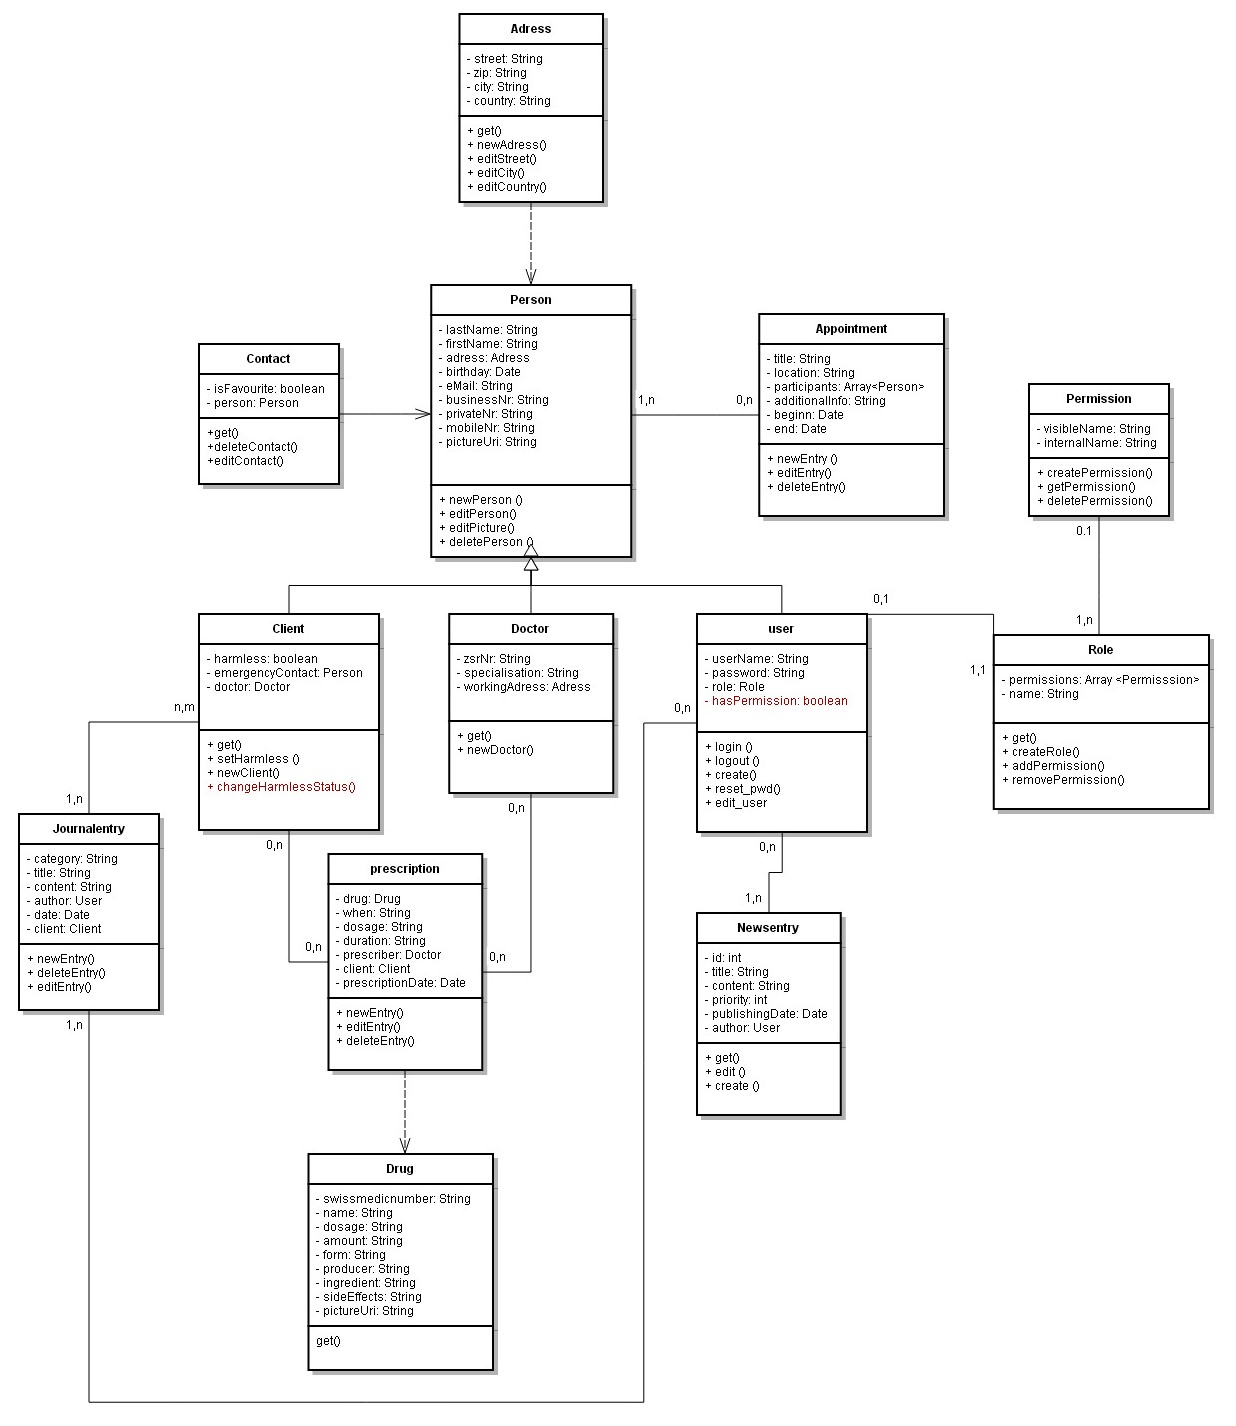 Adress
- street: String
- zip: String
- city: String
- country: String
+ get()
+ newAdress()
+ editStreet()
+ editCity()
+ editCountry()
Person
- lastName: String
- firstName: String
- adress: Adress
- birthday: Date
- eMail: String
- businessNr: String
- privateNr: String
- mobileNr: String
- pictureUri: String
+ newPerson ()
+ editPerson()
+ editPicture()
+ deletePerson ()
Contact
- isFavourite: boolean
- person: Person
+get()
+deleteContact()
+editContact()
1,n
0,n
Appointment
- title: String
- location: String
- participants: Array<Person>
- additionalInfo: String
- beginn: Date
- end: Date
+ newEntry ()
+ editEntry()
+ deleteEntry()
Permission
- visibleName: String
- internalName: String
+ createPermission()
+ getPermission()
+ deletePermission()
0.1
1,n
Client
- harmless: boolean
- emergencyContact: Person
- doctor: Doctor
+ get()
+ setHarmless ()
+ newClient()
+ changeHarmlessStatus()
n,m
1,n
0,n
Doctor
- zsrNr: String
- specialisation: String
- workingAdress: Adress
+ get()
+ newDoctor()
0,n
user
- userName: String
- password: String
- role: Role
- hasPermission: boolean
+ login ()
+ logout ()
+ create()
+ reset_pwd()
+ edit_user
0,1
1,1
0,n
0,n
1,n
Role
- permissions: Array <Permisssion>
- name: String
+ get()
+ createRole()
+ addPermission()
+ removePermission()
Journalentry
- category: String
- title: String
- content: String
- author: User
- date: Date
- client: Client
+ newEntry()
+ deleteEntry()
+ editEntry()
1,n
prescription
- drug: Drug
- when: String
- dosage: String
- duration: String
- prescriber: Doctor
- client: Client
- prescriptionDate: Date
+ newEntry()
+ editEntry()
+ deleteEntry()
0,n
0,n
Newsentry
- id: int
- title: String
- content: String
- priority: int
- publishingDate: Date
- author: User
+ get()
+ edit ()
+ create ()
Drug
- swissmedicnumber: String
- name: String
- dosage: String
- amount: String
- form: String
- producer: String
- ingredient: String
- sideEffects: String
- pictureUri: String
get()